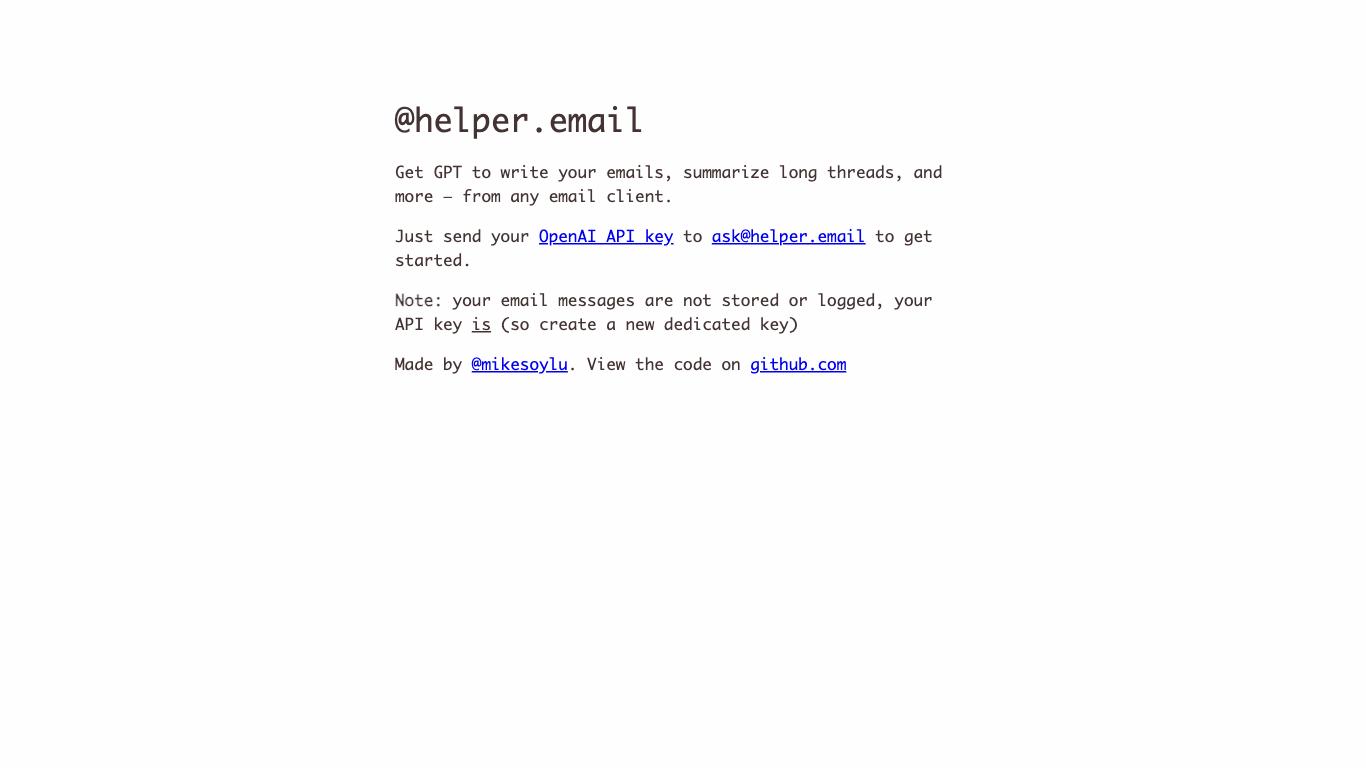 @helper.email
Get GPT to write your emails, summarize long threads, and
more — from any email client.
Just send your OpenAI API key to ask@helper.email to get
started.
Note: your email messages are not stored or logged, your
API key is (so create a new dedicated key)
Made by @mikesoylu. View the code on github.com